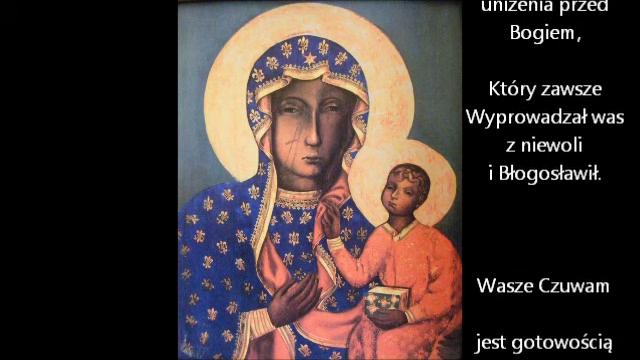 uniżenia przed
Bogiem,
Który zawsze
Wyprowadzał was
z niewoli
i Błogosławił.
Wasze Czuwam
jest gotowością